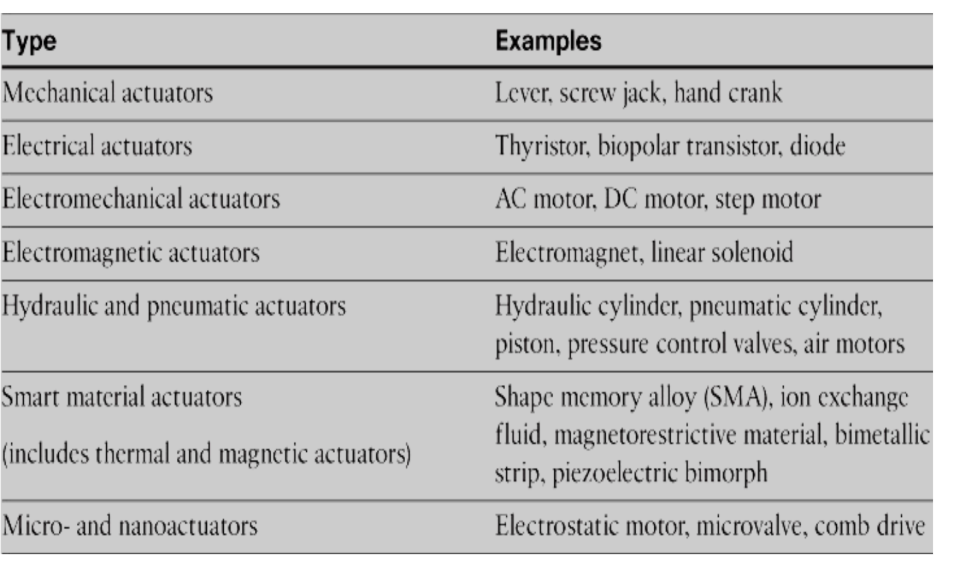 Type Examples
Mechanical actuators Lever, screw jack, hand crank
Electrical actuators Thyristor, biopolar transistor, diode
Electromechanical actuators AC motor, DC motor, step motor
Electromagnetic actuators Electromagnet, linear solenoid
Hydraulic and pneumatic actuators Hydraulic cylinder, pneumatic cylinder,
piston, pressure control valves, air motors
Smart material actuators Shape memory alloy (SMA), ion exchange
fluid, magnetorestrictive material, bimetallic
(includes thermal and magnetic actuators)
strip, piezoelectric bimorph
Micro- and nanoactuators Electrostatic motor, microvalve, comb drive